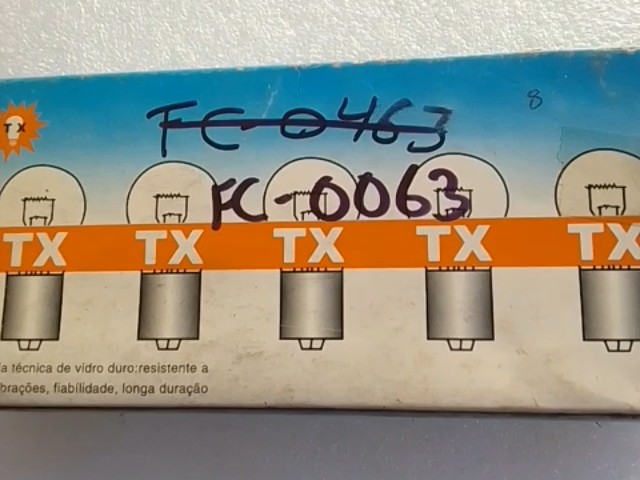 8
FC-0463
TX
FC-0063
TX TX TX TX TX
a técnica de vidro duro:resistente a
brações, fiabílidade, longa duração